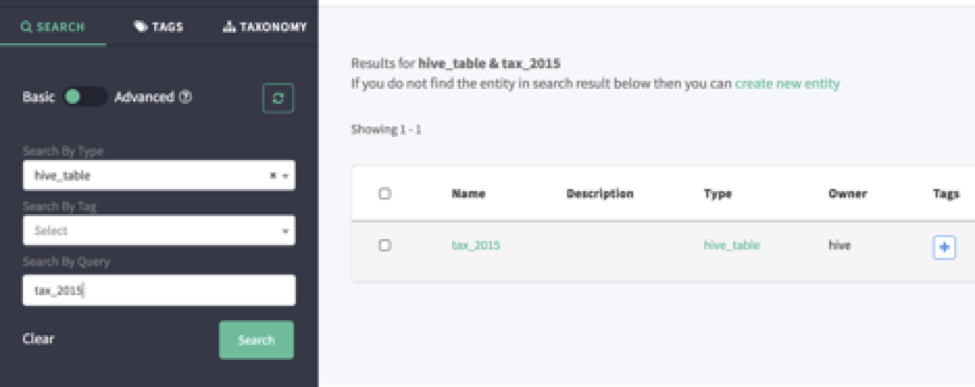 SEARCH TAGS TAXONOMY
Basic Advanced
Search By Type
hive_table
Search By Tag
Select
Search By Query
tax_2015
Clear Search
Results for hive_table & tax_2015
If you do not find the entity in search result below then you can create new entity
Showing 1 - 1
Name Description Type Owner Tags
tax_2015 hive_table hive